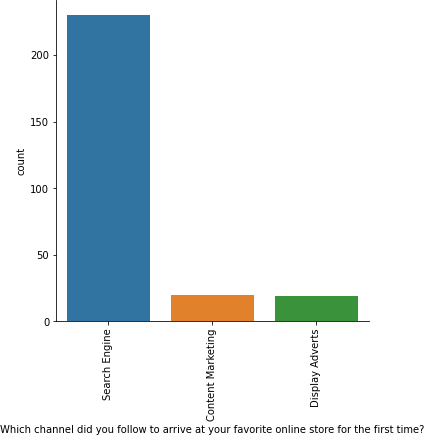 200
150
100
50
0
count
Search Engine
Content Marketing
Display Adverts
Which channel did you follow to arrive at your favorite online store for the first time?